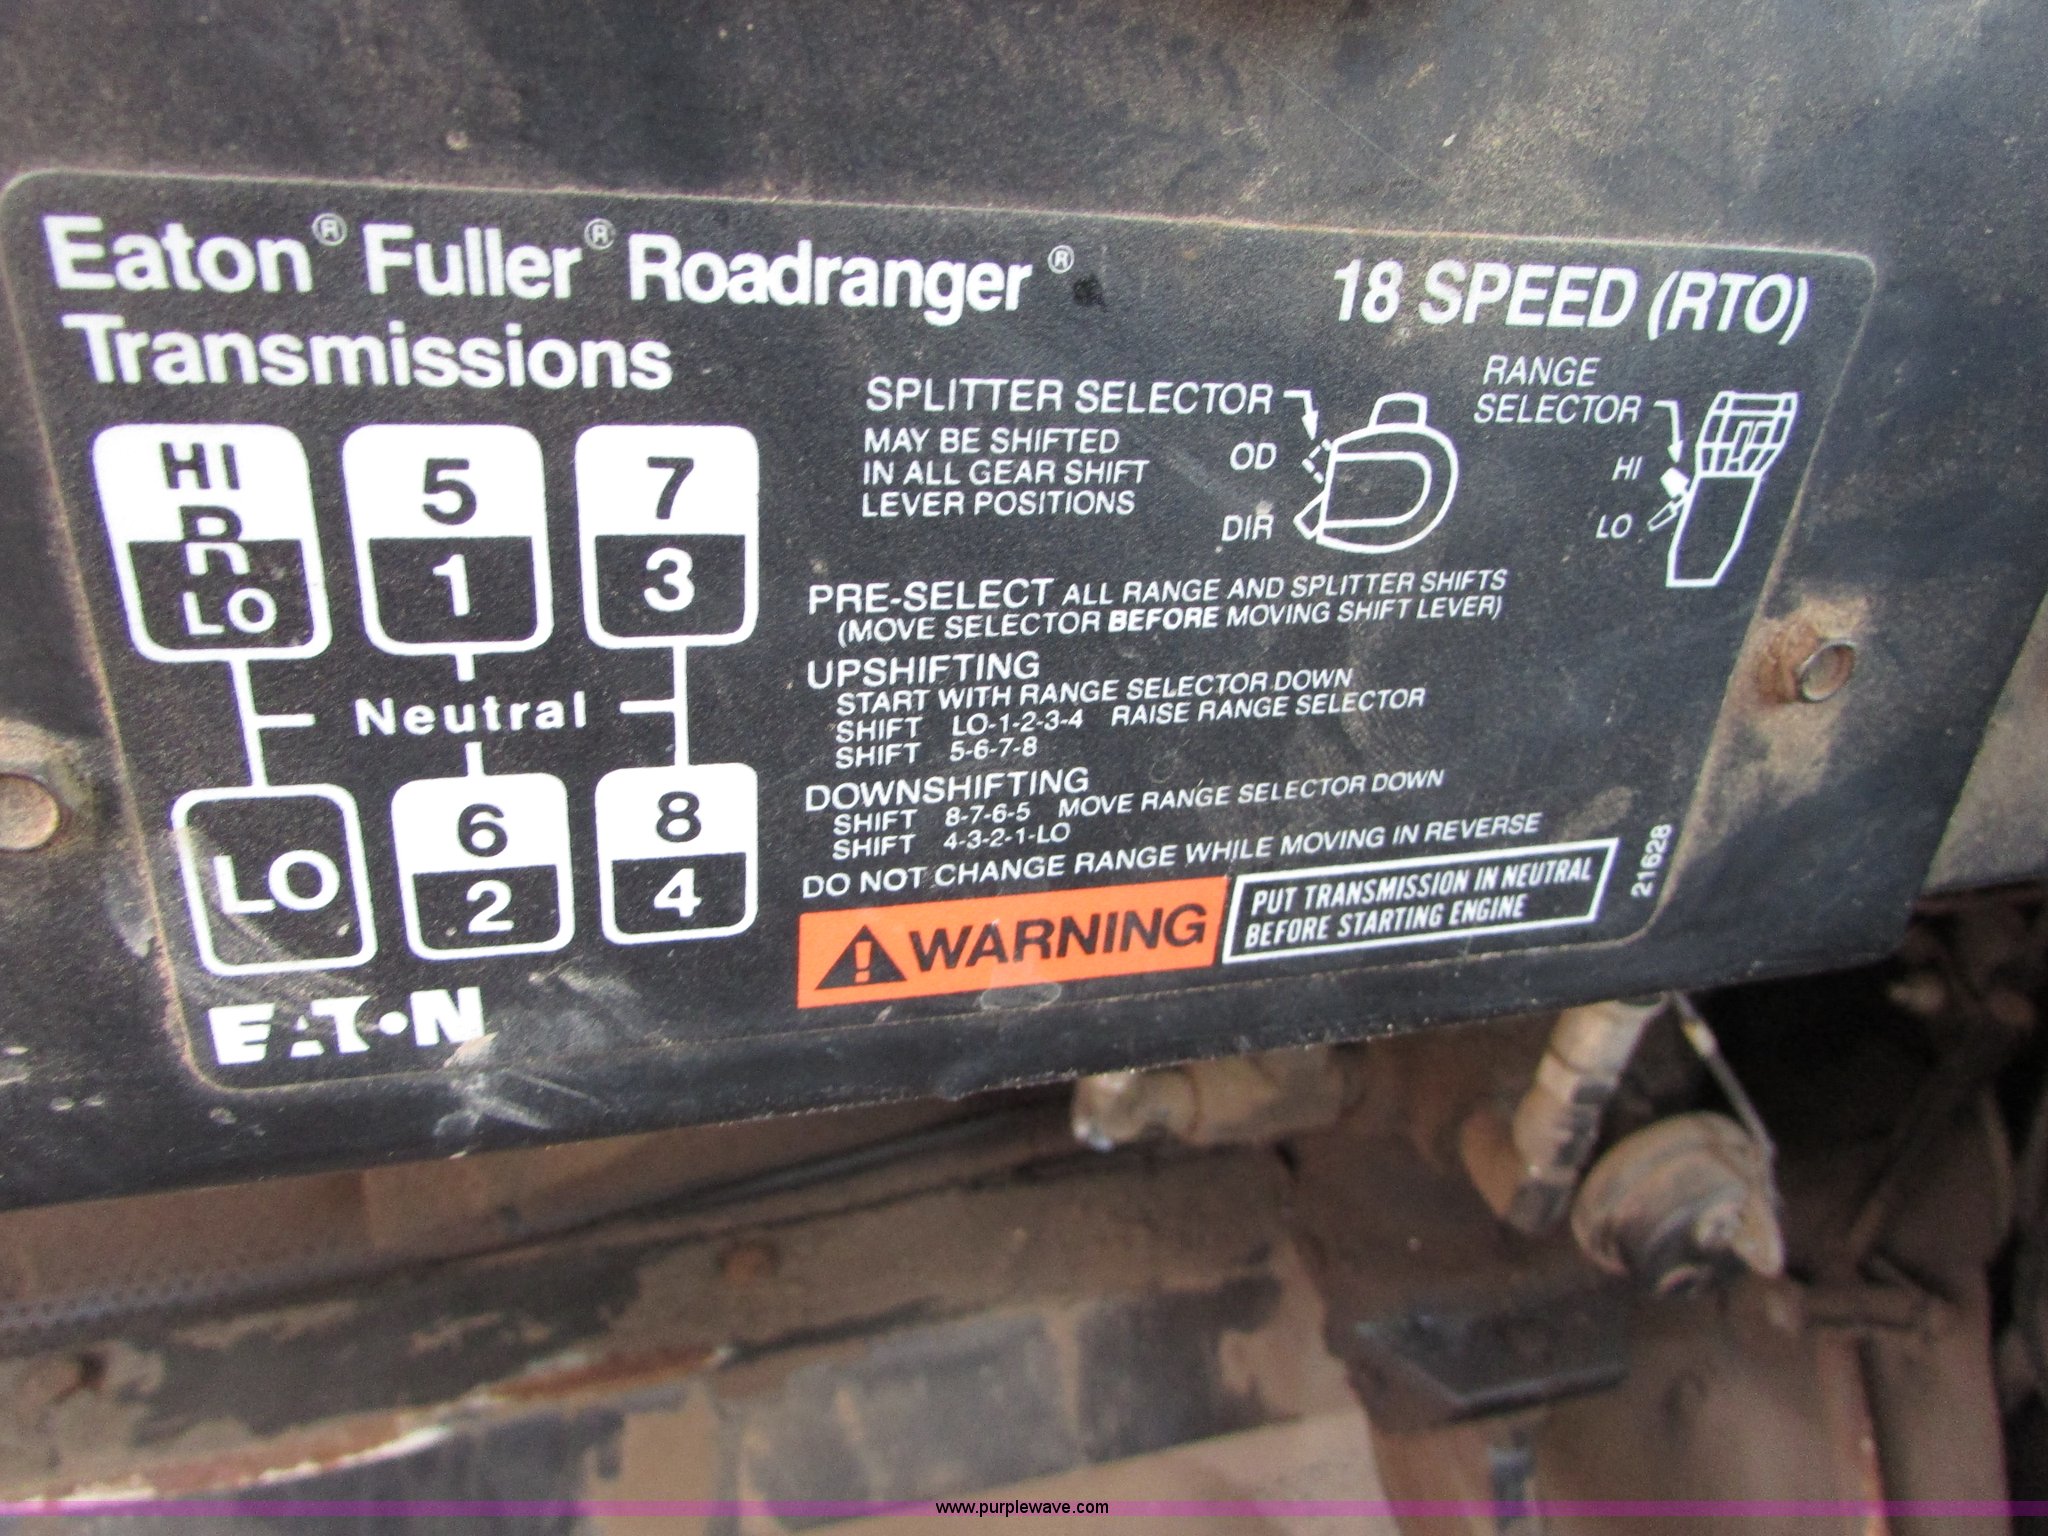 Eaton® Fuller® Roadranger®
Transmissions
18 SPEED (RTO)
HI
R
LO
5
1
7
3
Neutral
LO
6
2
8
4
EATON
SPLITTER SELECTOR
MAY BE SHIFTED
IN ALL GEAR SHIFT
LEVER POSITIONS
OD
DIR
RANGE
SELECTOR
HI
LO
PRE-SELECT ALL RANGE AND SPLITTER SHIFTS
(MOVE SELECTOR BEFORE MOVING SHIFT LEVER)
UPSHIFTING
START WITH RANGE SELECTOR DOWN
SHIFT LO-1-2-3-4 RAISE RANGE SELECTOR
SHIFT 5-6-7-8
DOWNSHIFTING
SHIFT 8-7-6-5 MOVE RANGE SELECTOR DOWN
SHIFT 4-3-2-1-LO
DO NOT CHANGE RANGE WHILE MOVING IN REVERSE
WARNING
PUT TRANSMISSION IN NEUTRAL
BEFORE STARTING ENGINE
21628
www.purplewave.com